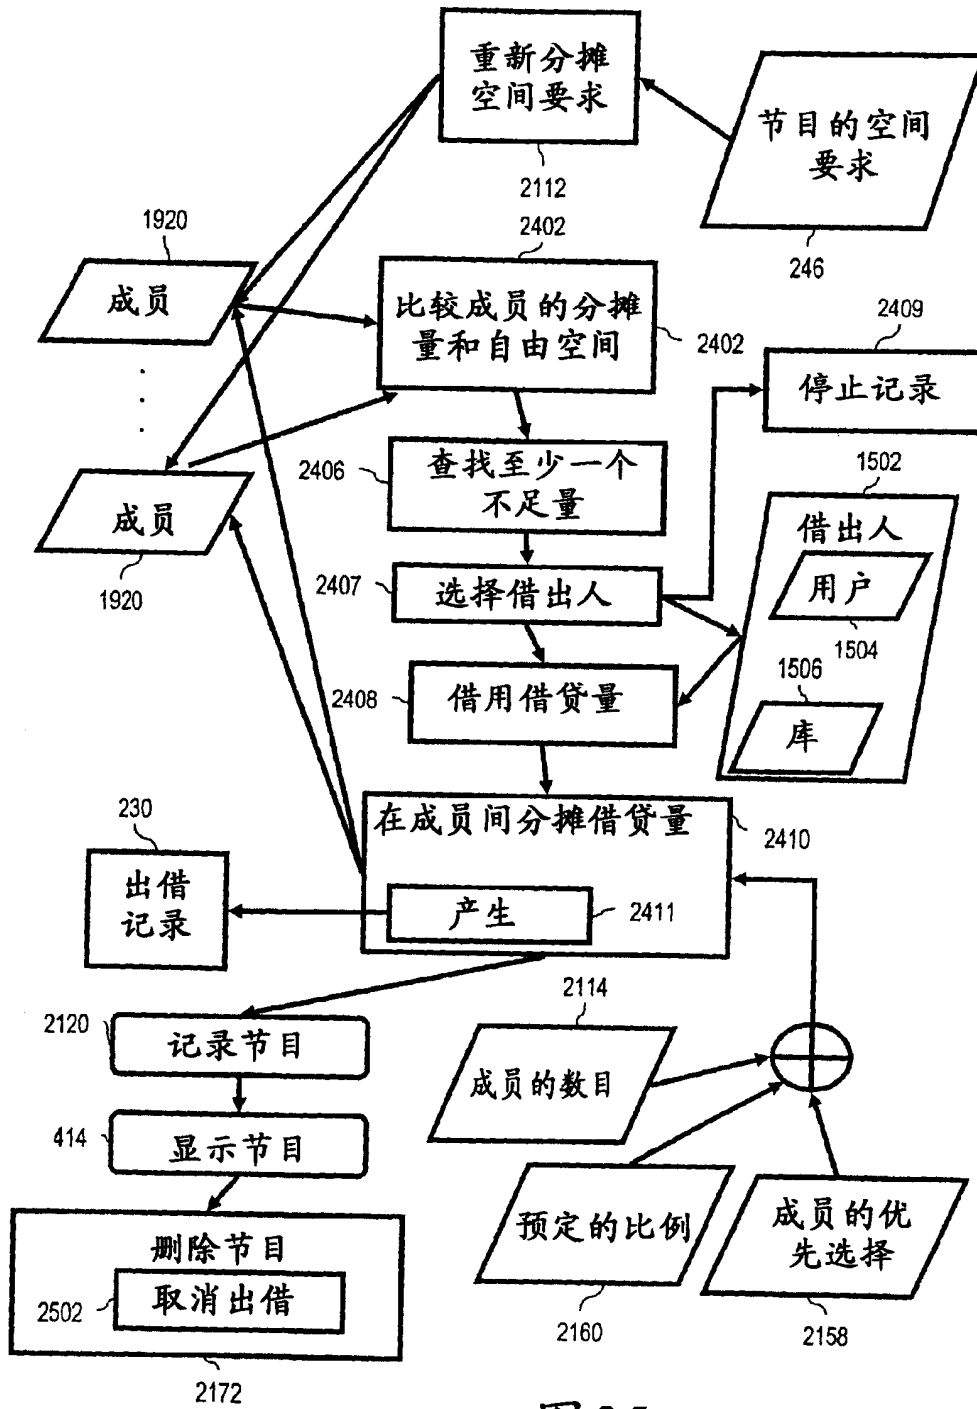 重新分摊
空间要求
2112
节目的空间
要求
246
1920
成员
2402
比较成员的分摊
量和自由空间
2402
2409
停止记录
成员
1920
2406
查找至少一个
不足量
1502
借出人
用户
1504
1506
库
2407
选择借出人
2408
借用借贷量
在成员间分摊借贷量
2410
230
出借
记录
产生
2411
2120
记录节目
2114
成员的数目
414
显示节目
预定的比例
2160
成员的优
先选择
2158
删除节目
2502
取消出借
2172